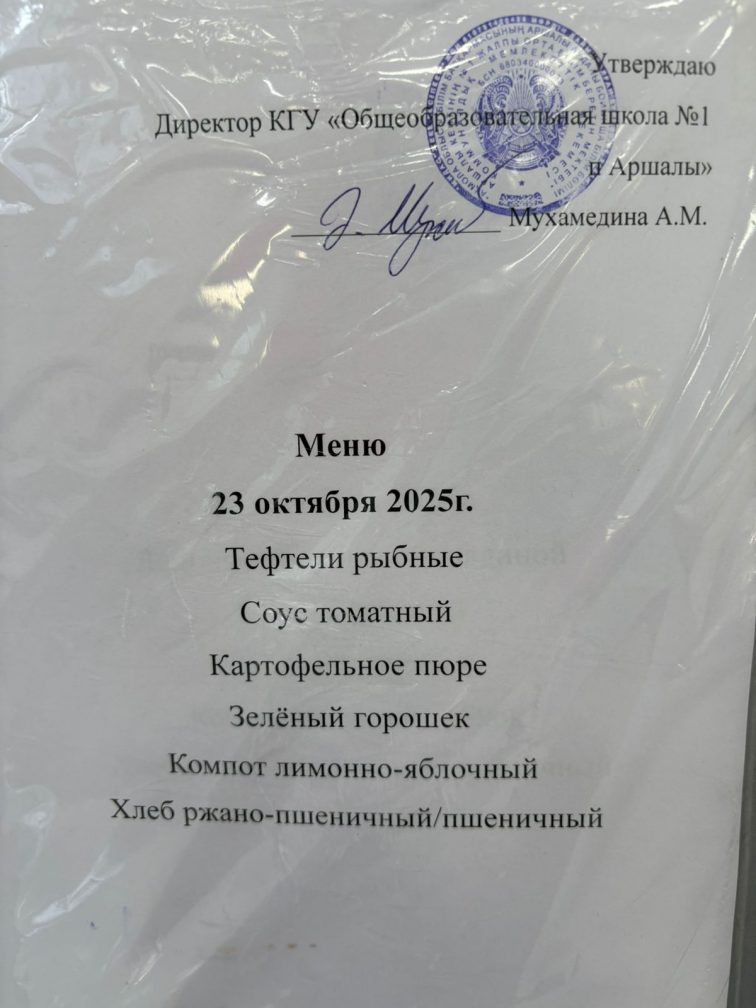 Утверждаю
Директор КГУ «Общеобразовательная школа №1
п Аршалы»
Мухамедина А.М.
Меню
23 октября 2025г.
Тефтели рыбные
Соус томатный
Картофельное пюре
Зелёный горошек
Компот лимонно-яблочный
Хлеб ржано-пшеничный/пшеничный